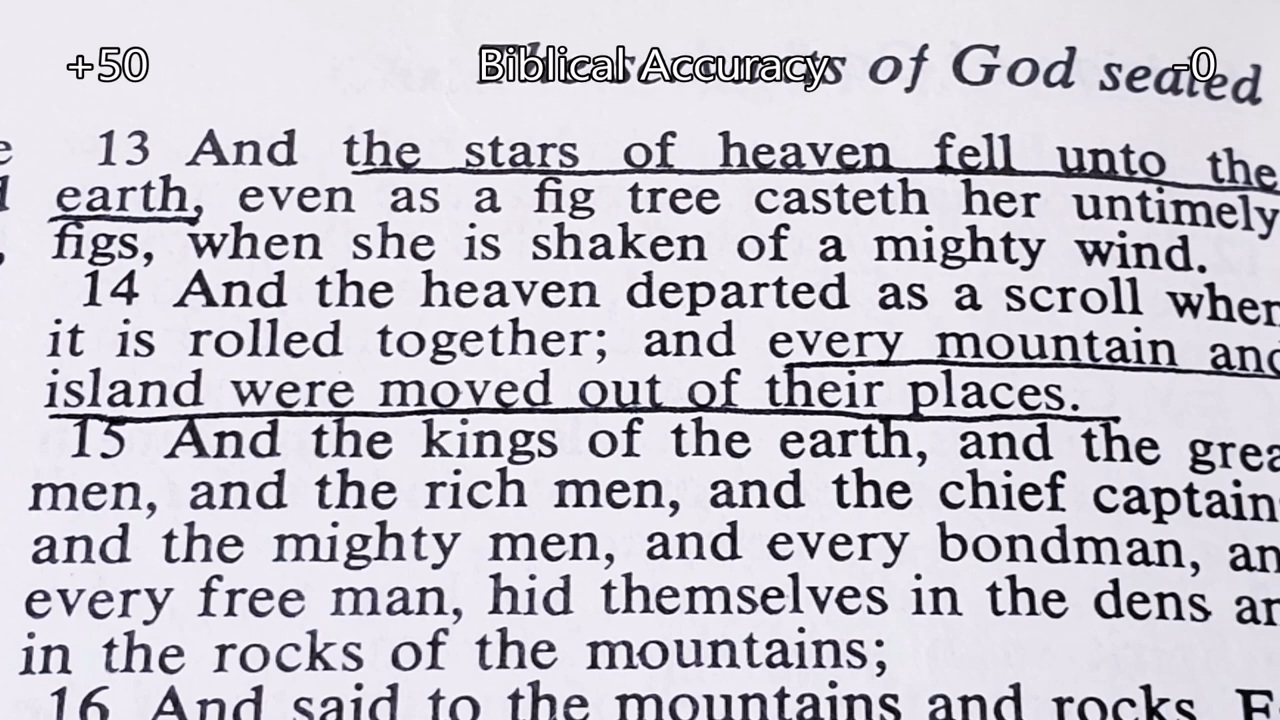 +50 Biblical Accuracy -0
of God sealed
13 And the stars of heaven fell unto the
earth, even as a fig tree casteth her untimely
figs, when she is shaken of a mighty wind.
14 And the heaven departed as a scroll when
it is rolled together; and every mountain and
island were moved out of their places.
15 And the kings of the earth, and the grea
men, and the rich men, and the chief captain
and the mighty men, and every bondman, an
every free man, hid themselves in the dens an
in the rocks of the mountains;
16 And said to the mountains and rocks,